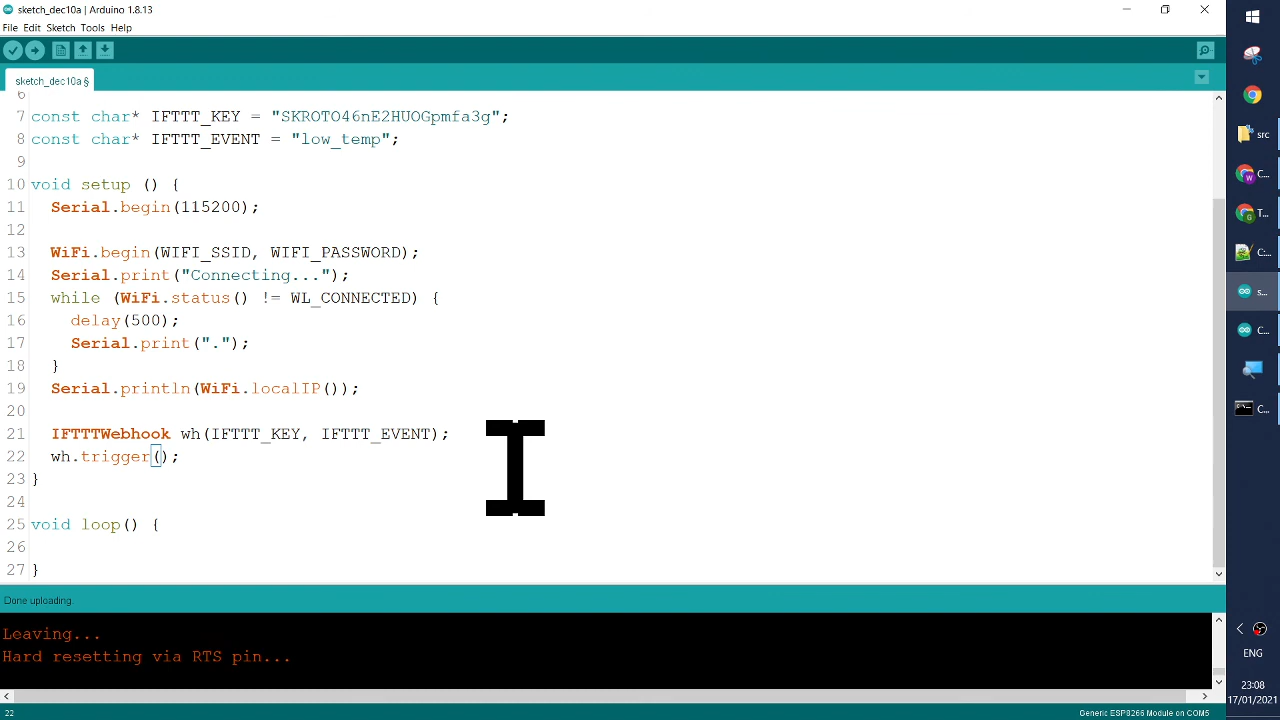 sketch_dec10a | Arduino 1.8.13
File Edit Sketch Tools Help
sketch_dec10a §
6
7 const char* IFTTT_KEY = "SKROTO46nE2HUOGpmfa3g";
8 const char* IFTTT_EVENT = "low_temp";
9
10 void setup () {
11 Serial.begin(115200);
12
13 WiFi.begin(WIFI_SSID, WIFI_PASSWORD);
14 Serial.print("Connecting...");
15 while (WiFi.status() != WL_CONNECTED) {
16 delay(500);
17 Serial.print(".");
18 }
19 Serial.println(WiFi.localIP());
20
21 IFTTTWebhook wh(IFTTT_KEY, IFTTT_EVENT);
22 wh.trigger();
23 }
24
25 void loop() {
26
27 }
Done uploading.
Leaving...
Hard resetting via RTS pin...
22
Generic ESP8266 Module on COM5
src
C...
T...
C...
s...
C...
C...
ENG
23:08
17/01/2021